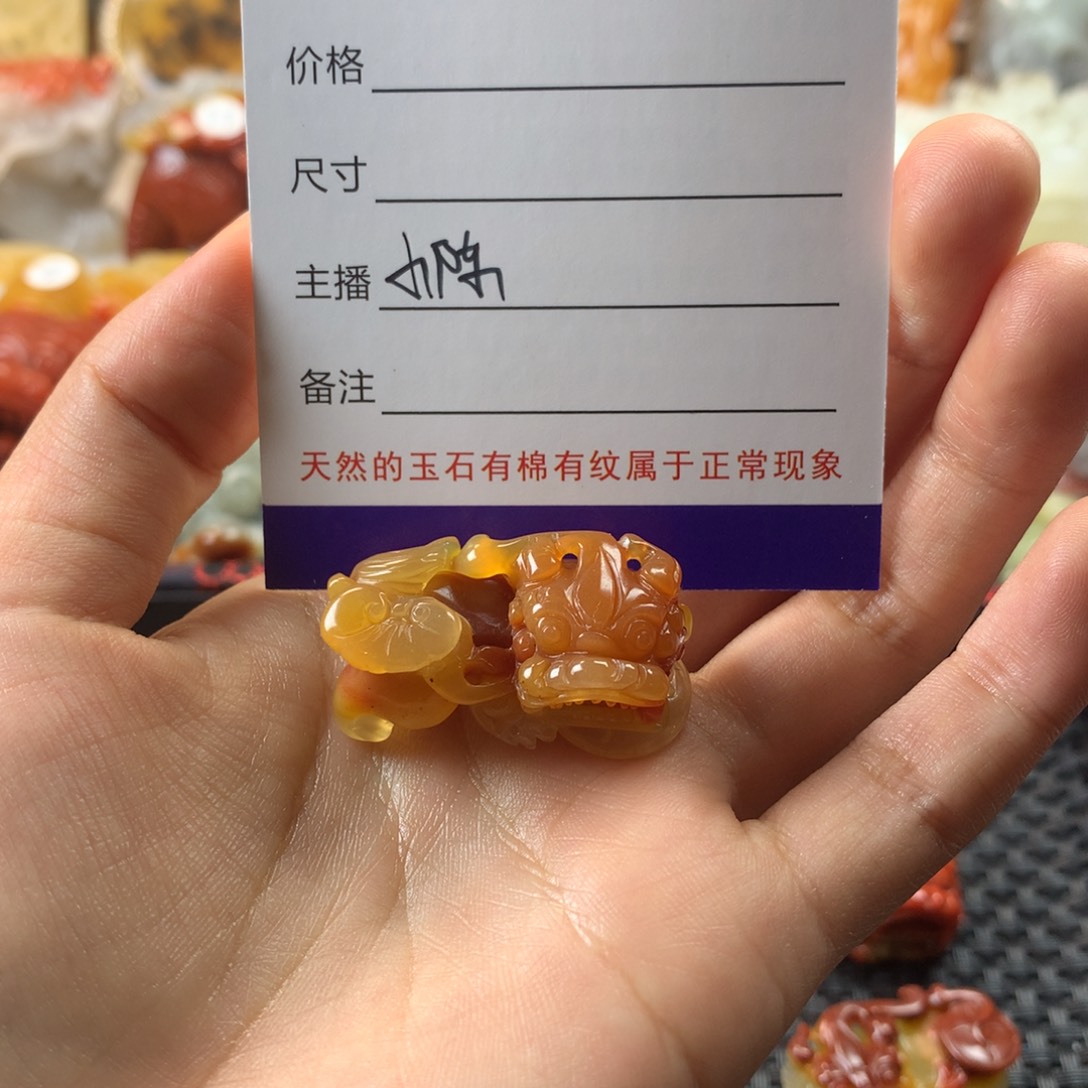 价格
尺寸
主播
备注
天然的玉石有棉有纹属于正常现象